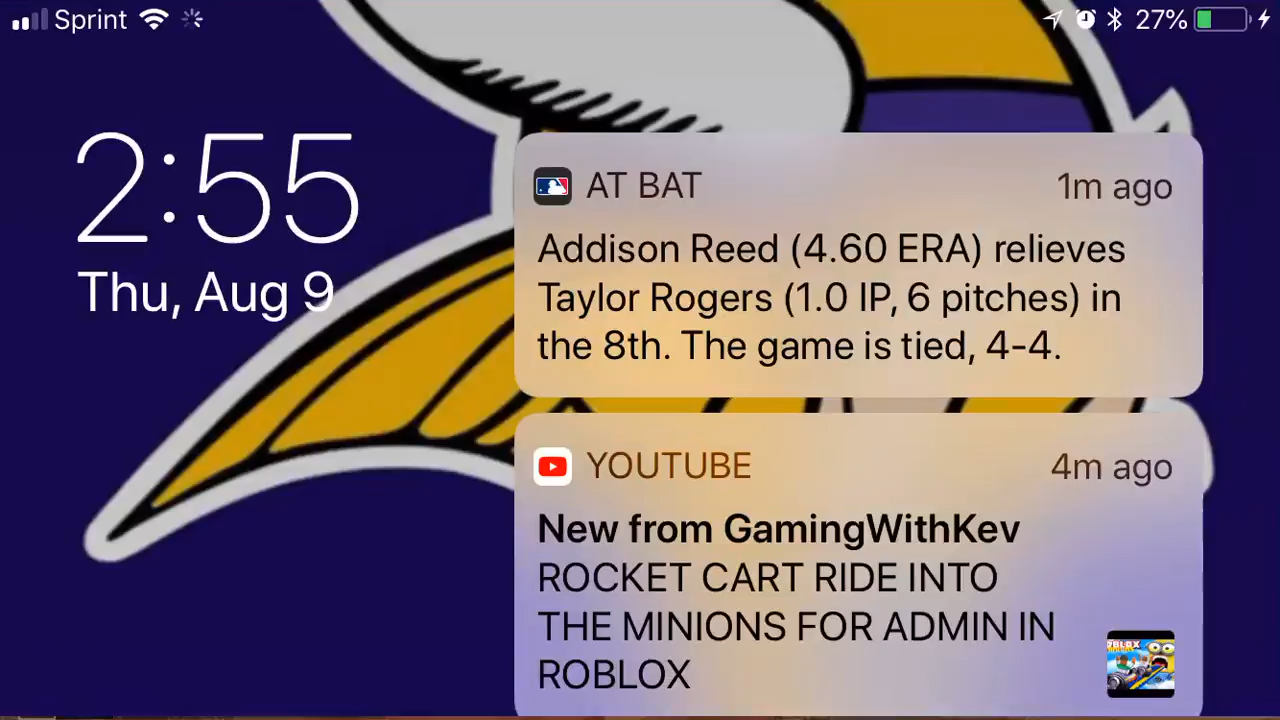 Sprint
27%
2:55
Thu, Aug 9
AT BAT
1m ago
Addison Reed (4.60 ERA) relieves
Taylor Rogers (1.0 IP, 6 pitches) in
the 8th. The game is tied, 4-4.
YOUTUBE
4m ago
New from GamingWithKev
ROCKET CART RIDE INTO
THE MINIONS FOR ADMIN IN
ROBLOX